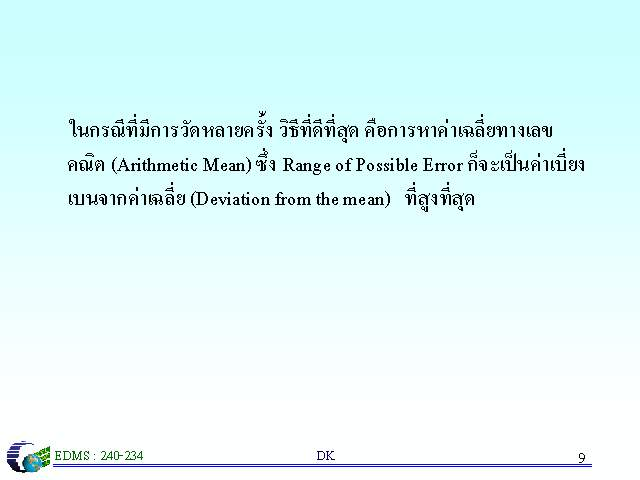 ในกรณีที่มีการวัดหลายครั้ง วิธีที่ดีที่สุด คือการหาค่าเฉลี่ยทางเลข
คณิต (Arithmetic Mean) ซึ่ง Range of Possible Error ก็จะเป็นค่าเบี่ยง
เบนจากค่าเฉลี่ย (Deviation from the mean) ที่สูงที่สุด
EDMS : 240-234 DK 9